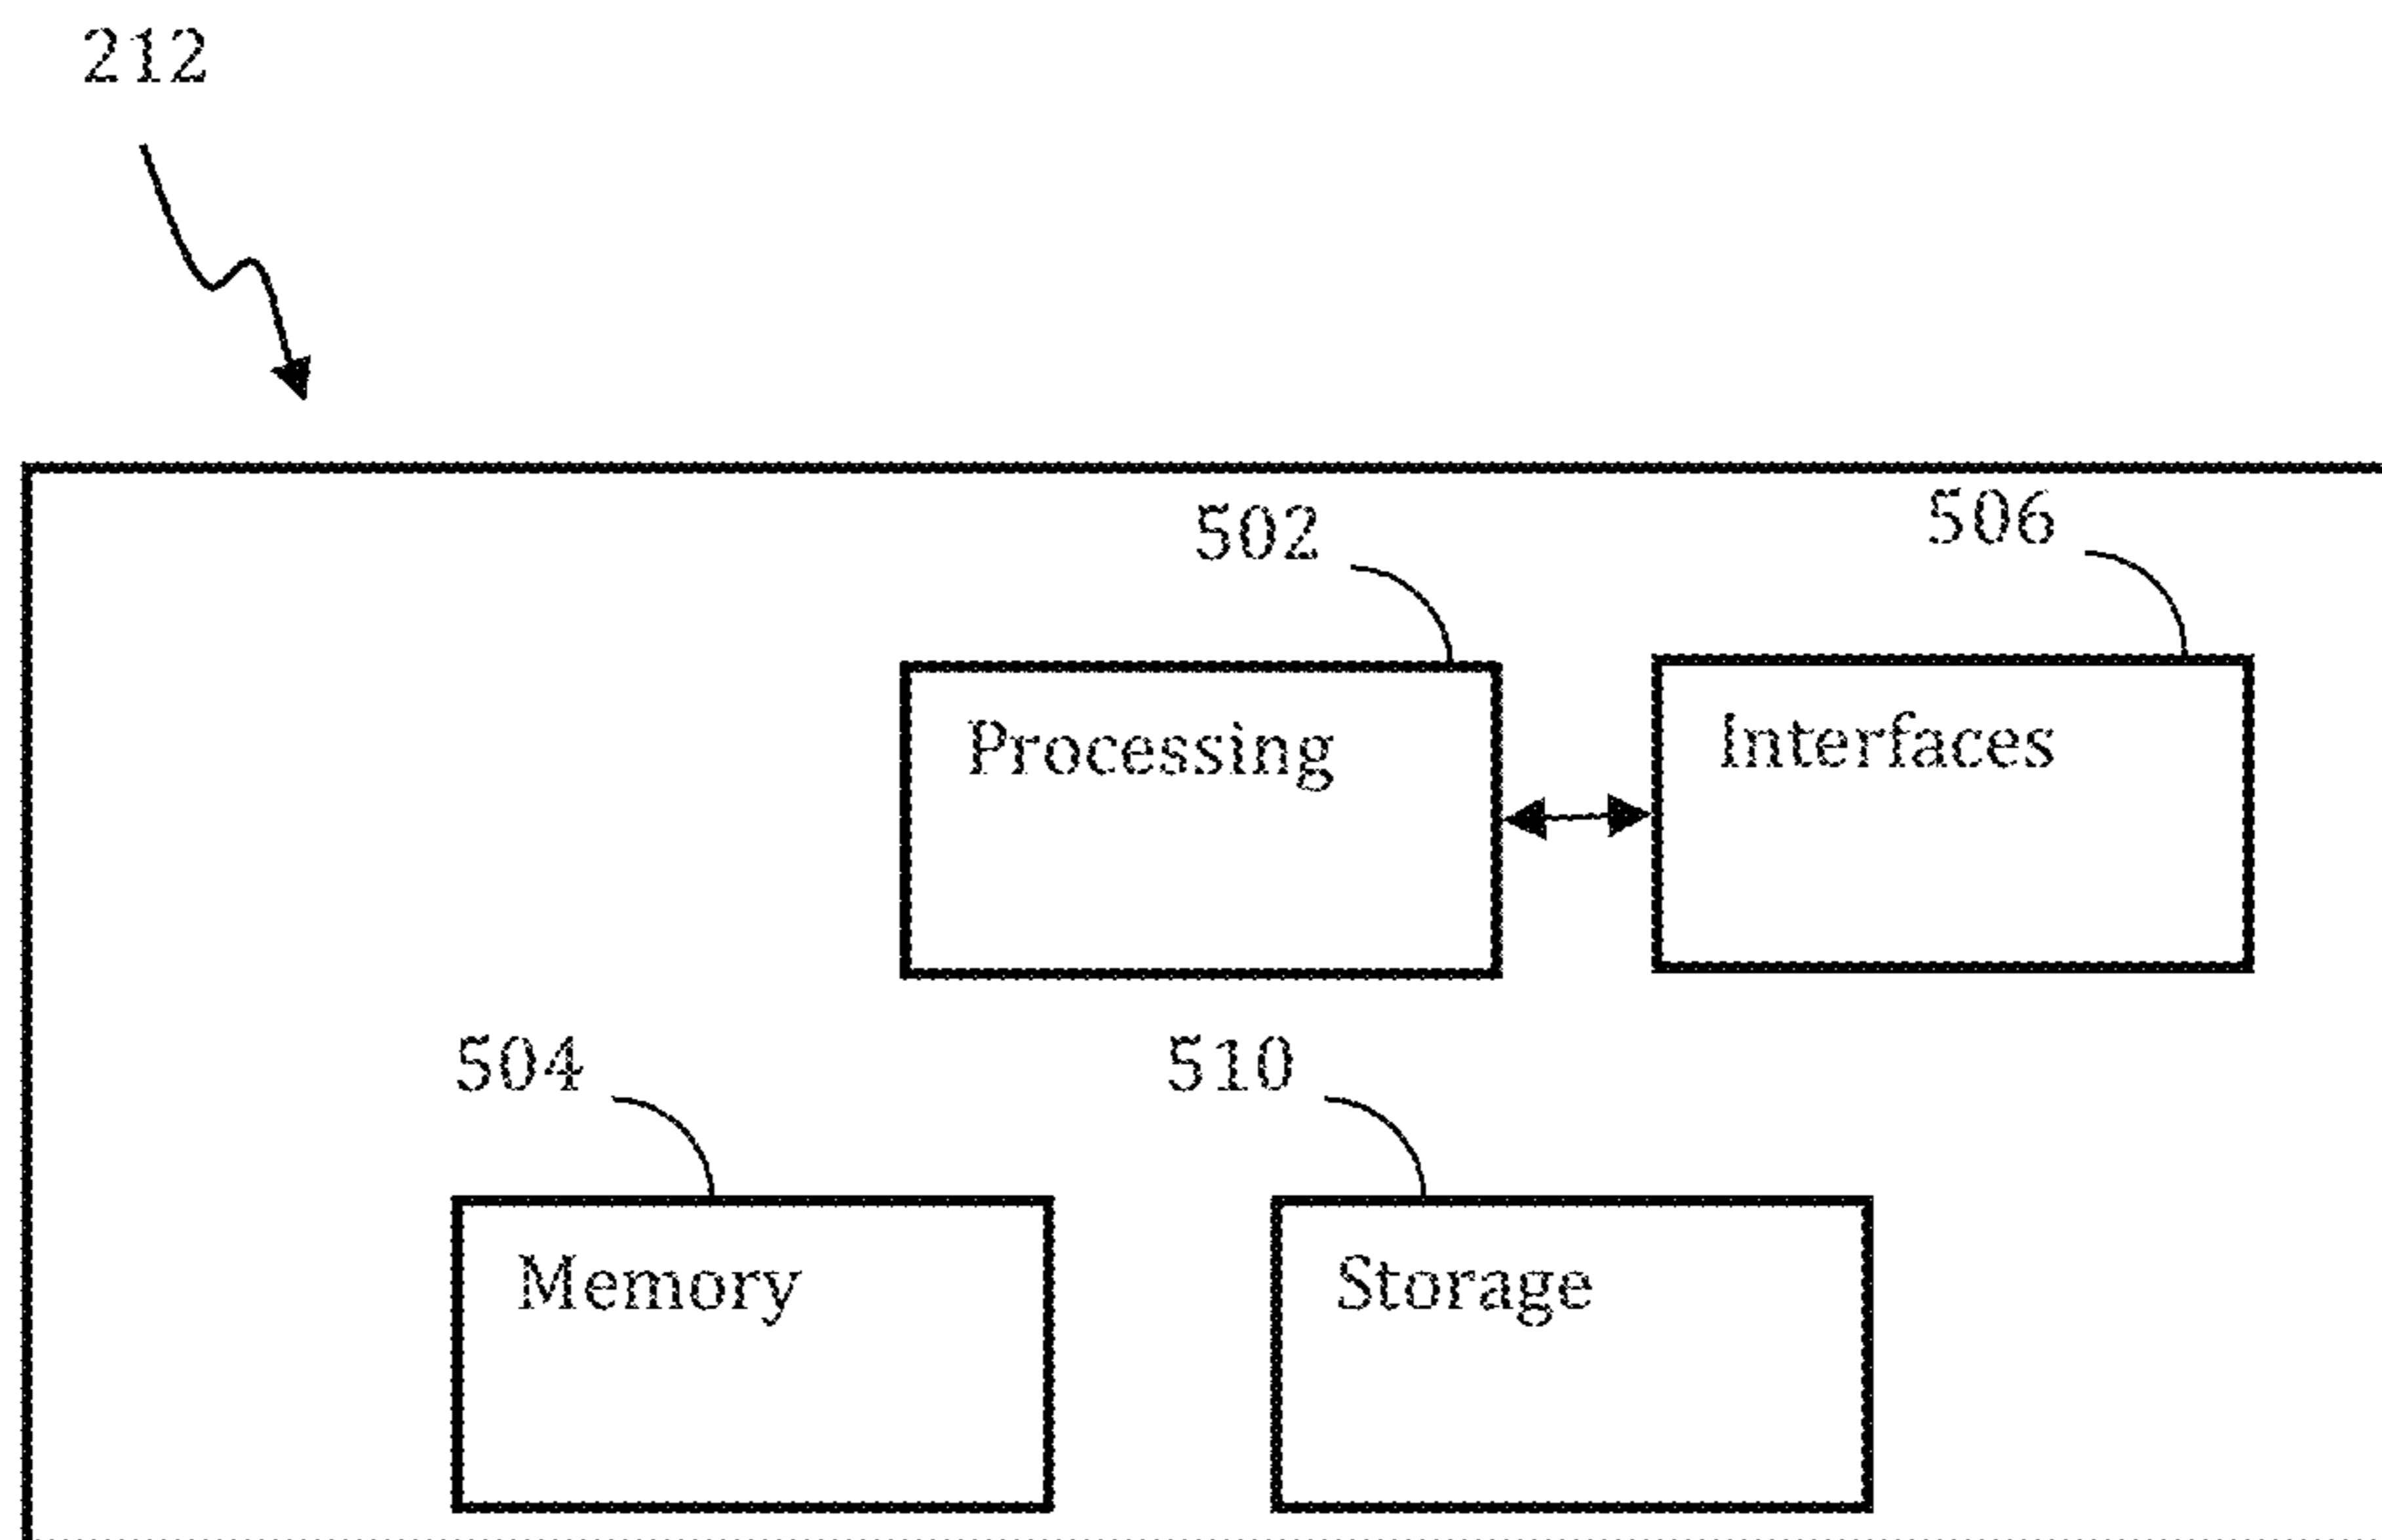 212
502
506
Processing
Interfaces
504
510
Memory
Storage